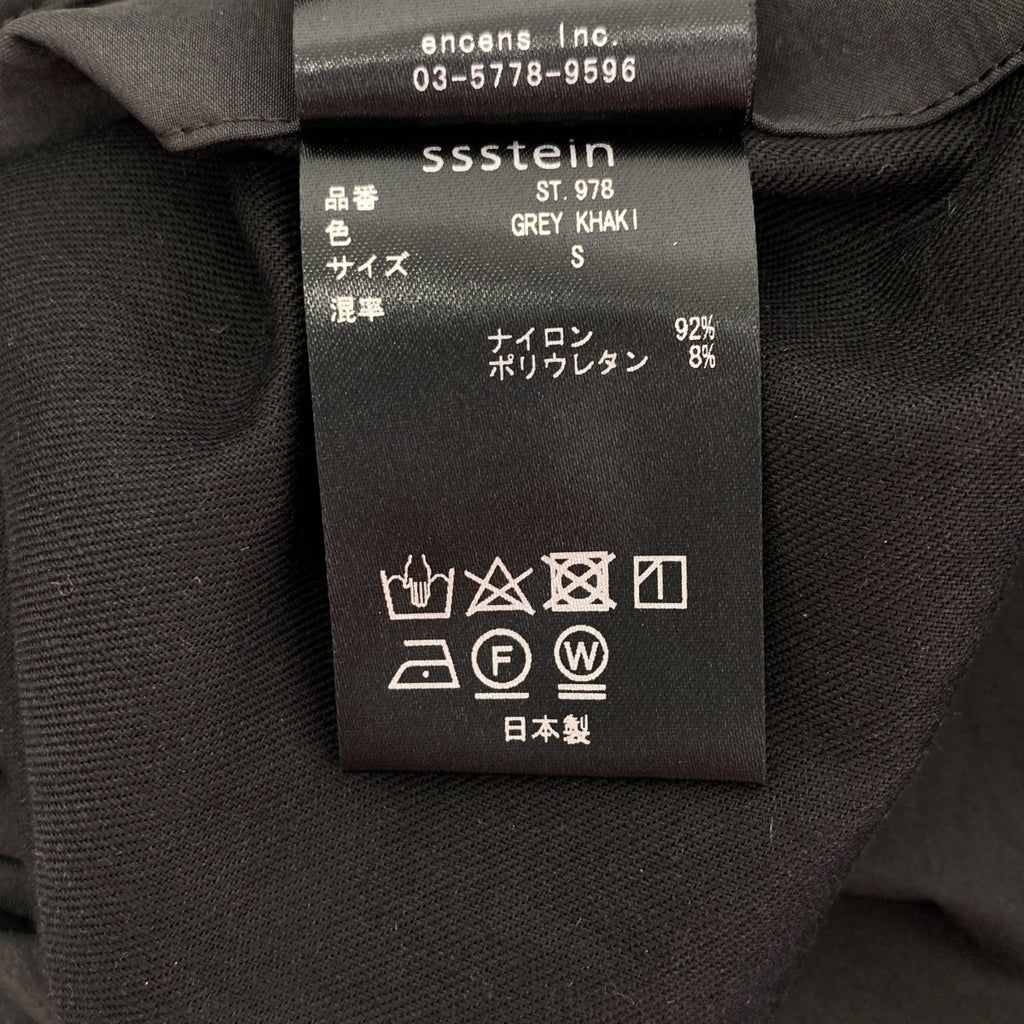 encens Inc.
03-5778-9596
ssstein
品番 ST.978
色 GREY KHAKI
サイズ S
混率
ナイロン 92%
ポリウレタン 8%
F W
日本製